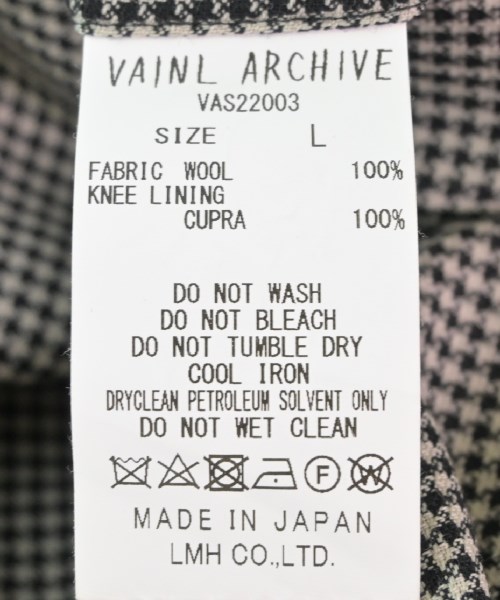 VAINL ARCHIVE
VAS22003
SIZE L
FABRIC WOOL 100%
KNEE LINING
CUPRA 100%
DO NOT WASH
DO NOT BLEACH
DO NOT TUMBLE DRY
COOL IRON
DRYCLEAN PETROLEUM SOLVENT ONLY
DO NOT WET CLEAN
F W
MADE IN JAPAN
LMH CO.,LTD.